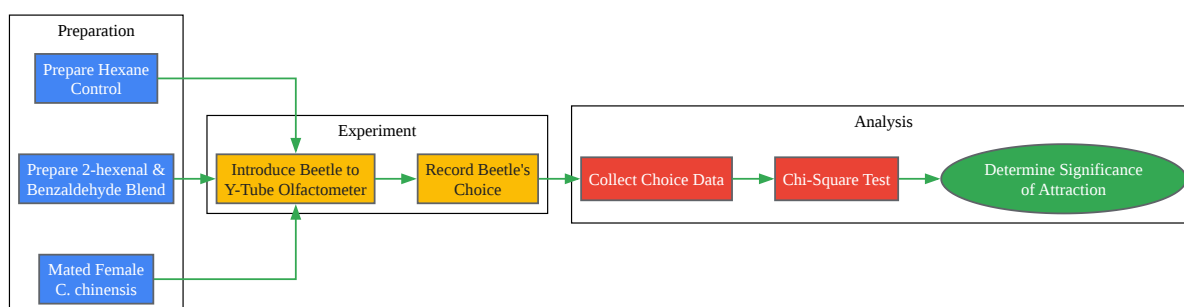 Preparation
Prepare Hexane
Control
Prepare 2-hexenal &
Benzaldehyde Blend
Mated Female
C. chinensis
Experiment
Introduce Beetle to
Y-Tube Olfactometer
Record Beetle's
Choice
Analysis
Collect Choice Data
Chi-Square Test
Determine Significance
of Attraction